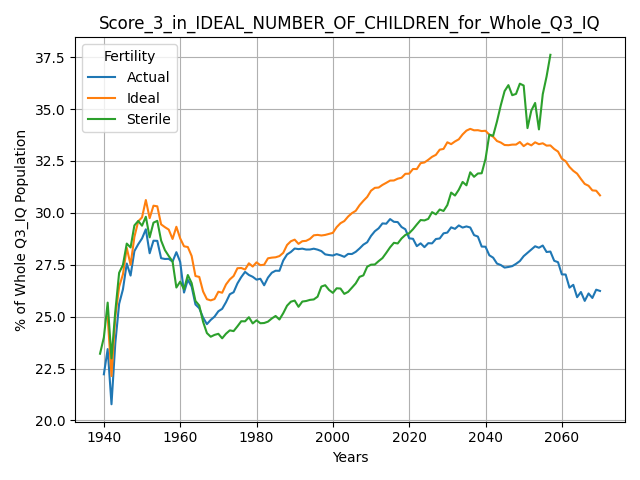 Score_3_in_IDEAL_NUMBER_OF_CHILDREN_for_Whole_Q3_IQ
% of Whole Q3_IQ Population
37.5
35.0
32.5
30.0
27.5
25.0
22.5
20.0
Fertility
Actual
Ideal
Sterile
1940
1960
1980
2000
2020
2040
2060
Years